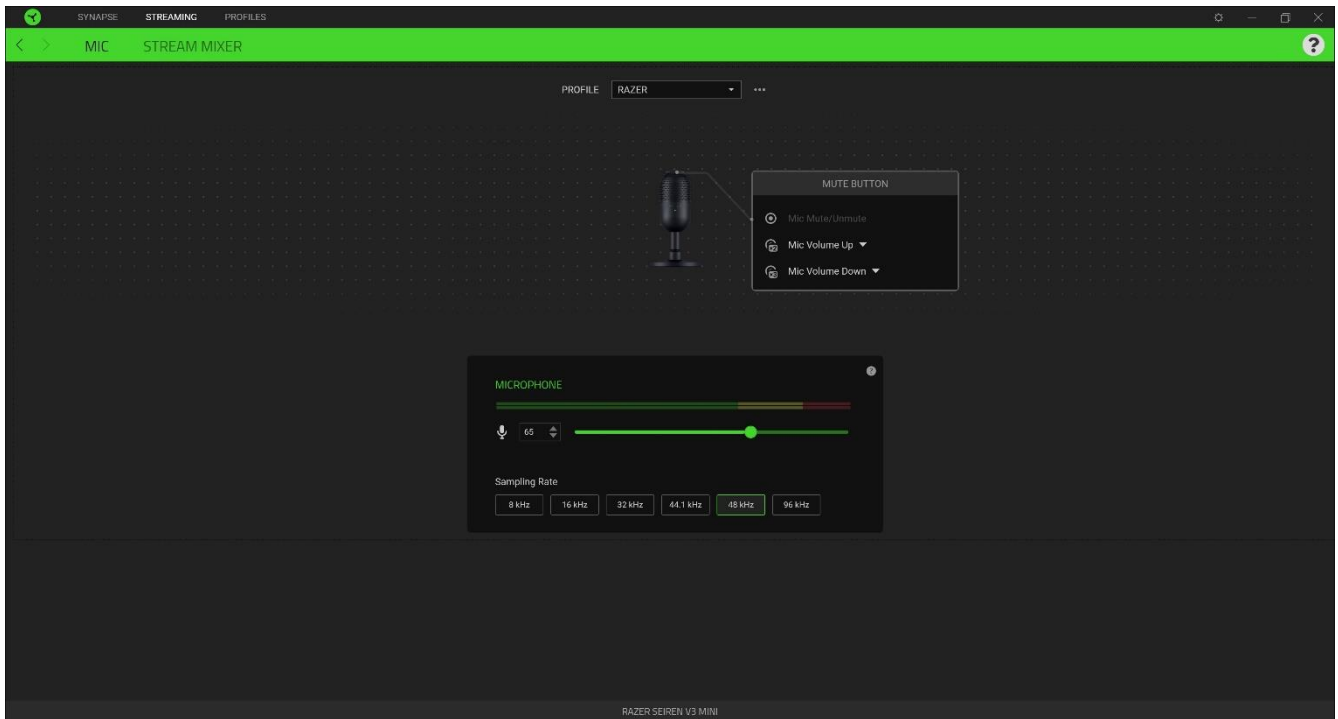 SYNAPSE STREAMING PROFILES
MIC STREAM MIXER ?
PROFILE RAZER
MUTE BUTTON
Mic Mute/Unmute
Mic Volume Up
Mic Volume Down
?
MICROPHONE
65
Sampling Rate
8 kHz 16 kHz 32 kHz 44.1 kHz 48 kHz 96 kHz
RAZER SEIREN V3 MINI